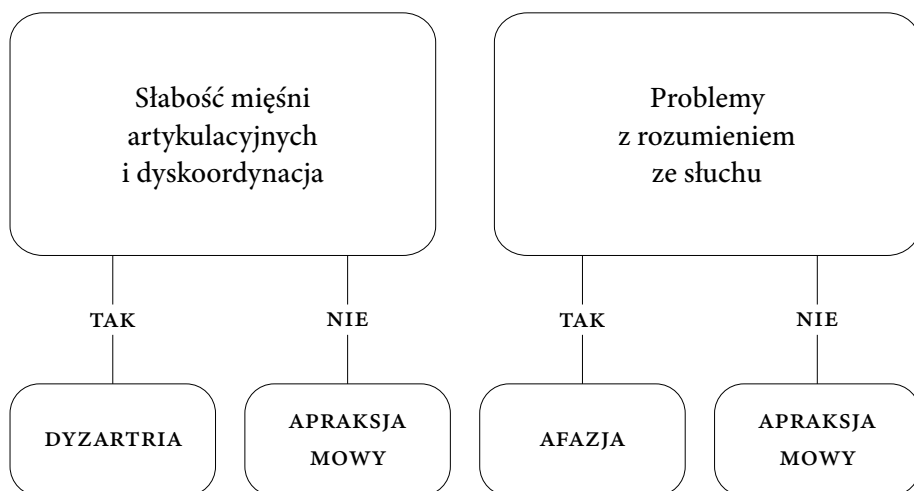 Słabość mięśni
artykulacyjnych
i dyskoordynacja
Problemy
z rozumieniem
ze słuchu
TAK
NIE
TAK
NIE
DYZARTRIA
APRAKSJA
MOWY
AFAZJA
APRAKSJA
MOWY